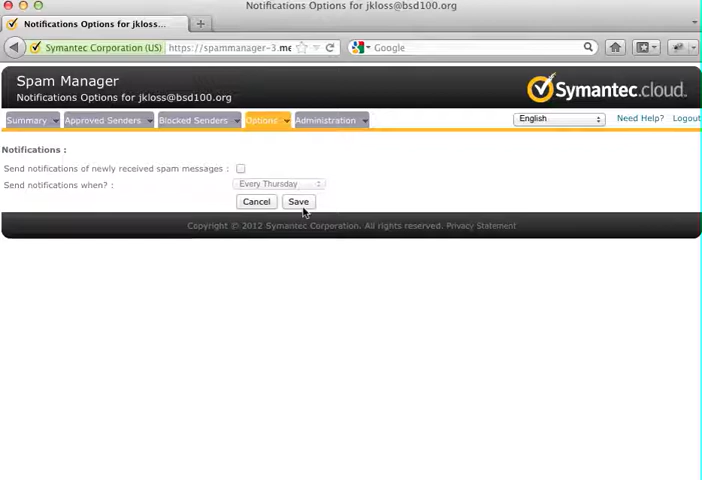 Notifications Options for jkloss@bsd100.org
Notifications Options for jkloss...
Symantec Corporation (US) https://spammanager-3.me Google
Spam Manager
Notifications Options for jkloss@bsd100.org
Symantec.cloud.
Summary Approved Senders Blocked Senders Options Administration English Need Help? Logout
Notifications :
Send notifications of newly received spam messages :
Send notifications when? : Every Thursday
Cancel Save
Copyright © 2012 Symantec Corporation. All rights reserved. Privacy Statement